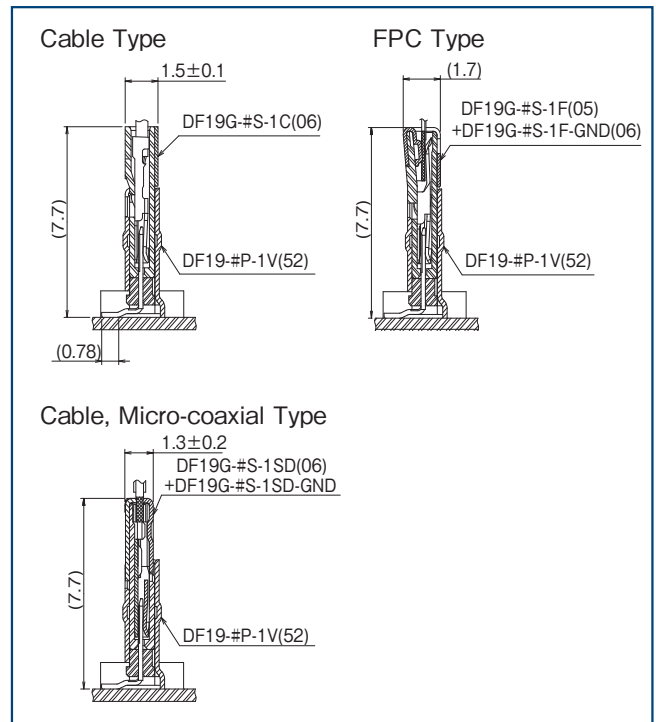 Cable Type
1.5±0.1
DF19G-#S-1C(06)
(7.7)
DF19-#P-1V(52)
(0.78)
FPC Type
(1.7)
DF19G-#S-1F(05)
+DF19G-#S-1F-GND(06)
(7.7)
DF19-#P-1V(52)
Cable, Micro-coaxial Type
1.3±0.2
DF19G-#S-1SD(06)
+DF19G-#S-1SD-GND
(7.7)
DF19-#P-1V(52)